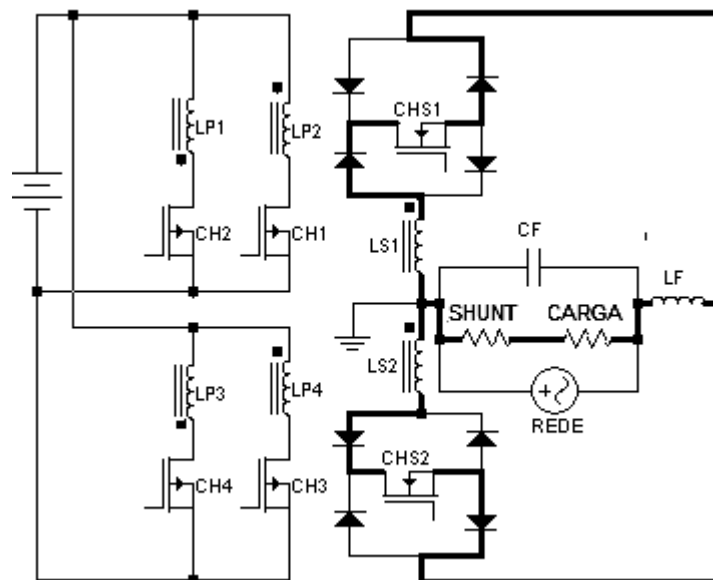 CHS1
LP1
LP2
CH2
CH1
LS1
CF
LF
SHUNT
CARGA
LS2
LP3
LP4
REDE
CHS2
CH4
CH3